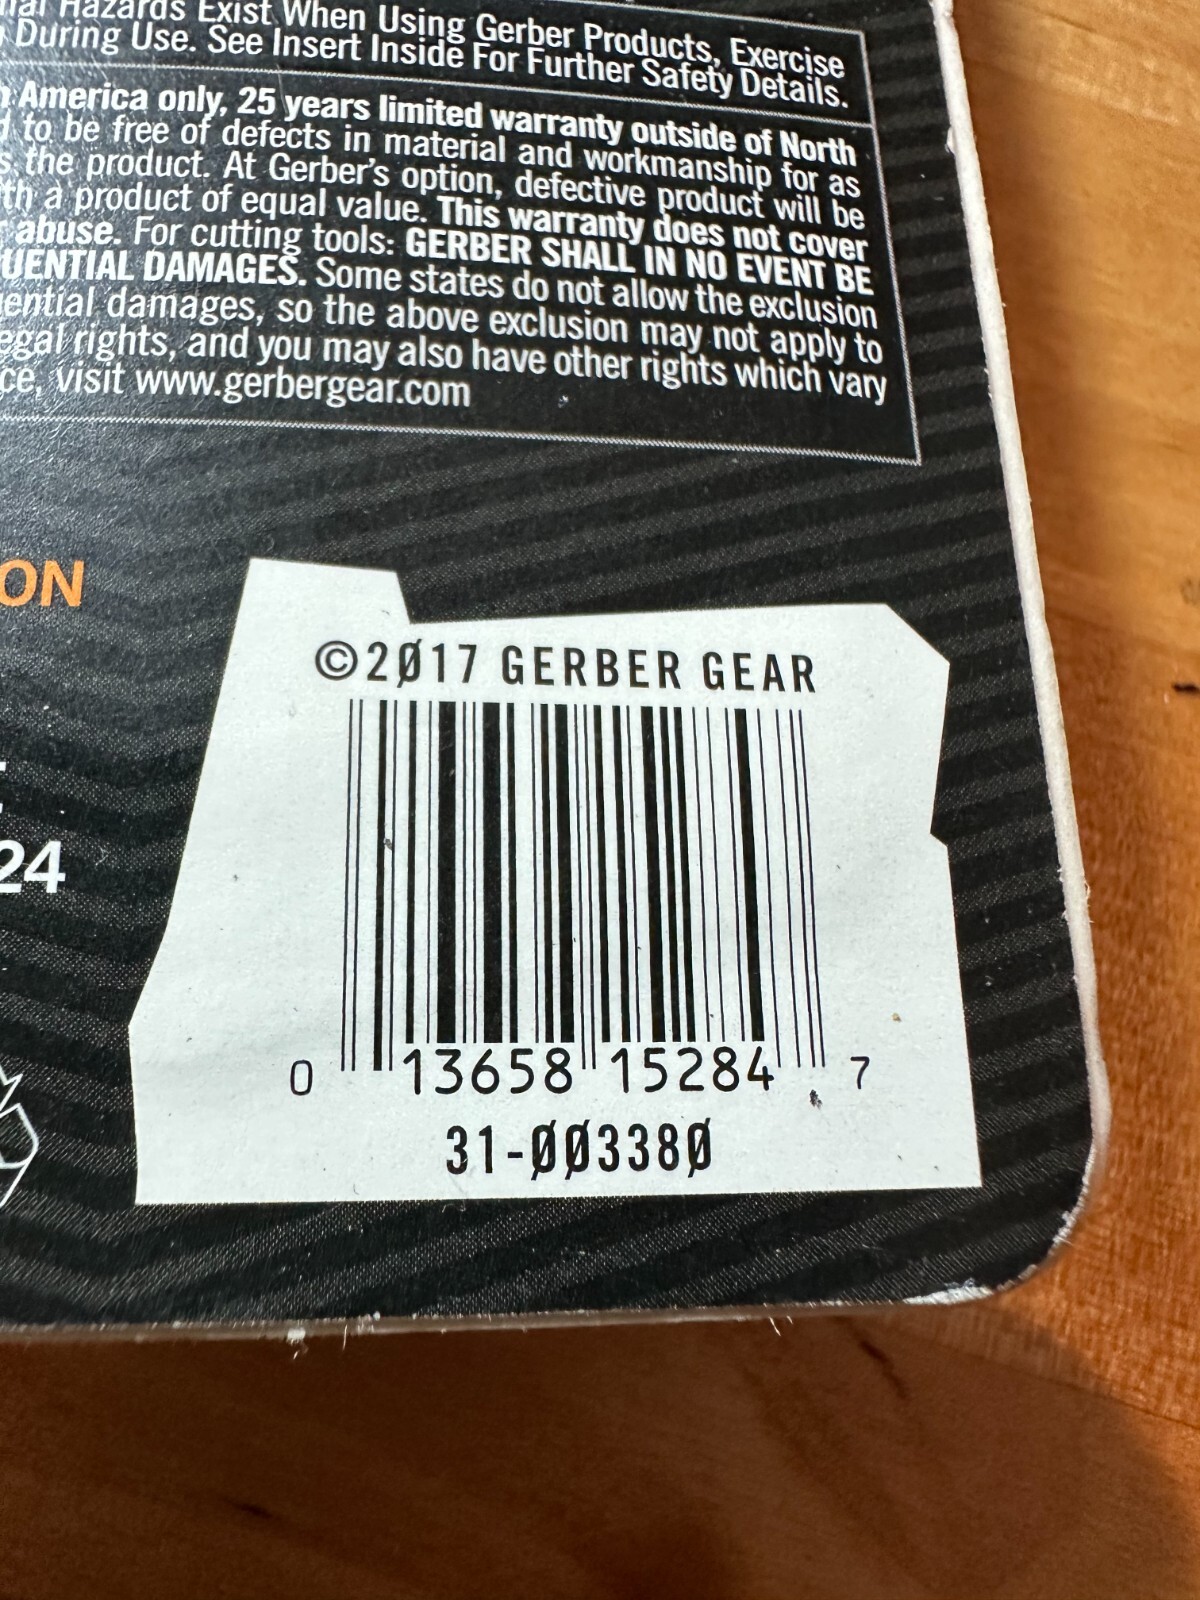 Hazards Exist When Using Gerber Products, Exercise
During Use. See Insert Inside For Further Safety Details.
America only, 25 years limited warranty outside of North
to be free of defects in material and workmanship for as
the product. At Gerber's option, defective product will be
a product of equal value. This warranty does not cover
abuse. For cutting tools: GERBER SHALL IN NO EVENT BE
UENTIAL DAMAGES. Some states do not allow the exclusion
ential damages, so the above exclusion may not apply to
egal rights, and you may also have other rights which vary
ce, visit www.gerbergear.com
ON
24
©2017 GERBER GEAR
0 13658 15284 7
31-003380